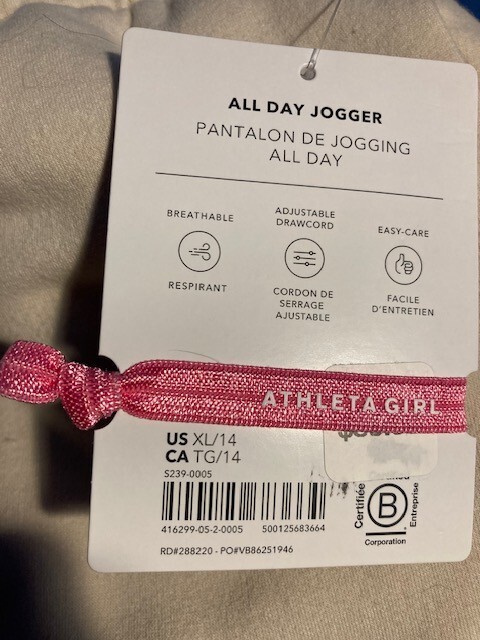 ALL DAY JOGGER
PANTALON DE JOGGING
ALL DAY
BREATHABLE
RESPIRANT
ADJUSTABLE
DRAWCORD
CORDON DE
SERRAGE
AJUSTABLE
EASY-CARE
FACILE
D'ENTRETIEN
ATHLETA GIRL
US XL/14
CA TG/14
S239-0005
416299-05-2-0005 500125683664
RD#288220 - PO#VB86251946
Certifiée
B
Entreprise
Corporation